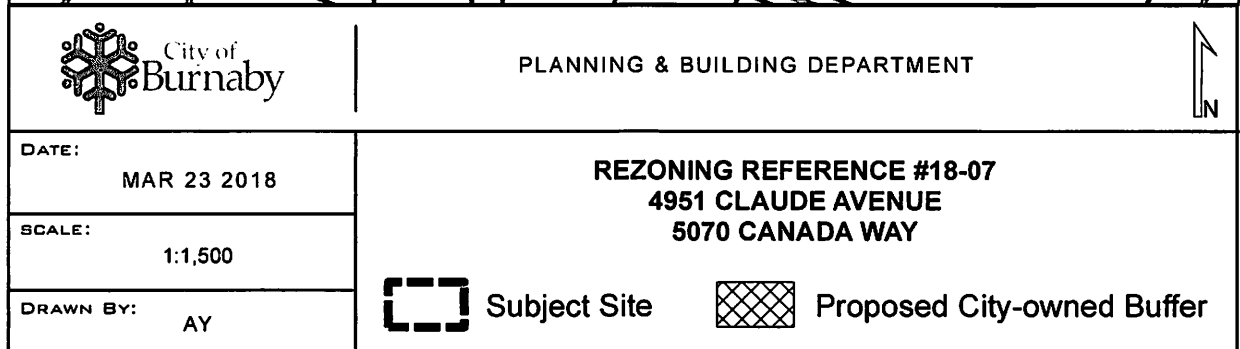 City of
Burnaby
PLANNING & BUILDING DEPARTMENT
N
DATE:
MAR 23 2018
SCALE:
1:1,500
DRAWN BY:
AY
REZONING REFERENCE #18-07
4951 CLAUDE AVENUE
5070 CANADA WAY
Subject Site
Proposed City-owned Buffer